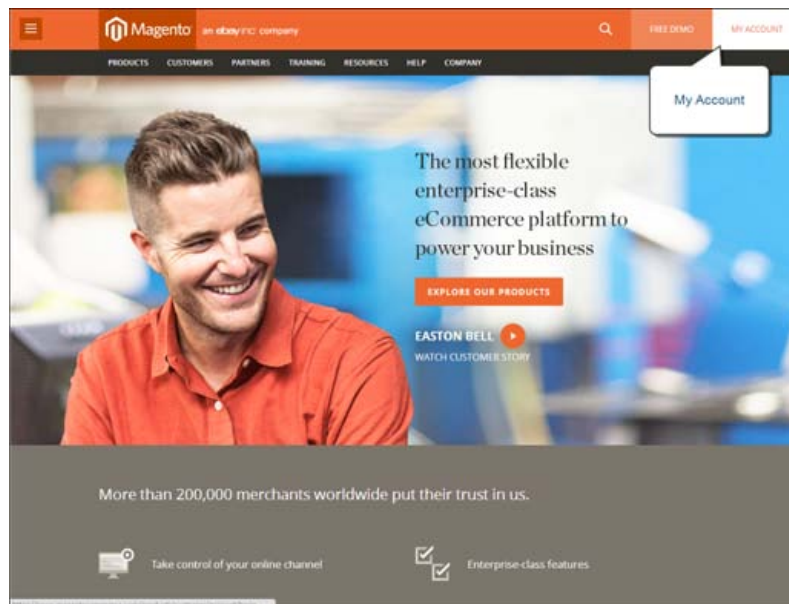 Magento an ebay inc company
FREE DEMO
MY ACCOUNT
PRODUCTS CUSTOMERS PARTNERS TRAINING RESOURCES HELP COMPANY
My Account
The most flexible
enterprise-class
eCommerce platform to
power your business
EXPLORE OUR PRODUCTS
EASTON BELL
WATCH CUSTOMER STORY
More than 200,000 merchants worldwide put their trust in us.
Take control of your online channel
Enterprise-class features